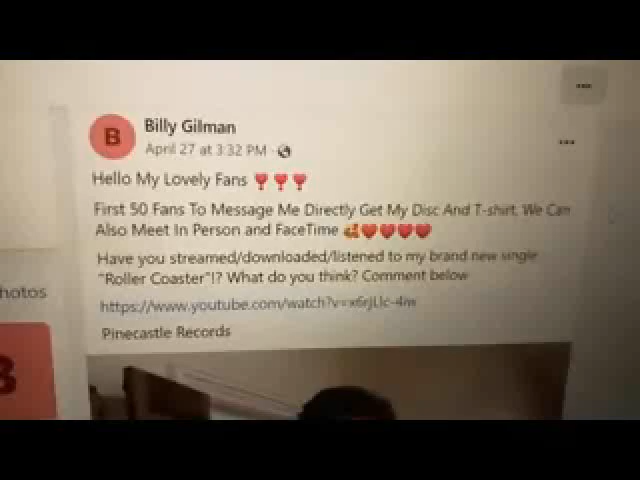 B
Billy Gilman
April 27 at 3:32 PM ·
Hello My Lovely Fans ❣️❣️❣️
First 50 Fans To Message Me Directly Get My Disc And T-shirt. We Can
Also Meet In Person and FaceTime 🥰❤️❤️❤️❤️
Have you streamed/downloaded/listened to my brand new single
"Roller Coaster"!? What do you think? Comment below
hotos
Pinecastle Records
B